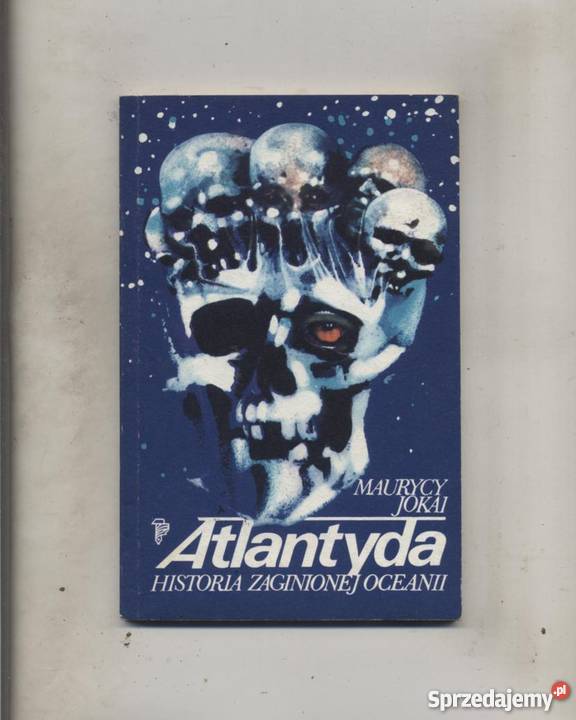 MAURYCY
JOKAI
Atlantyda
HISTORIA ZAGINIONEJ OCEANII
Sprzedajemy.pl